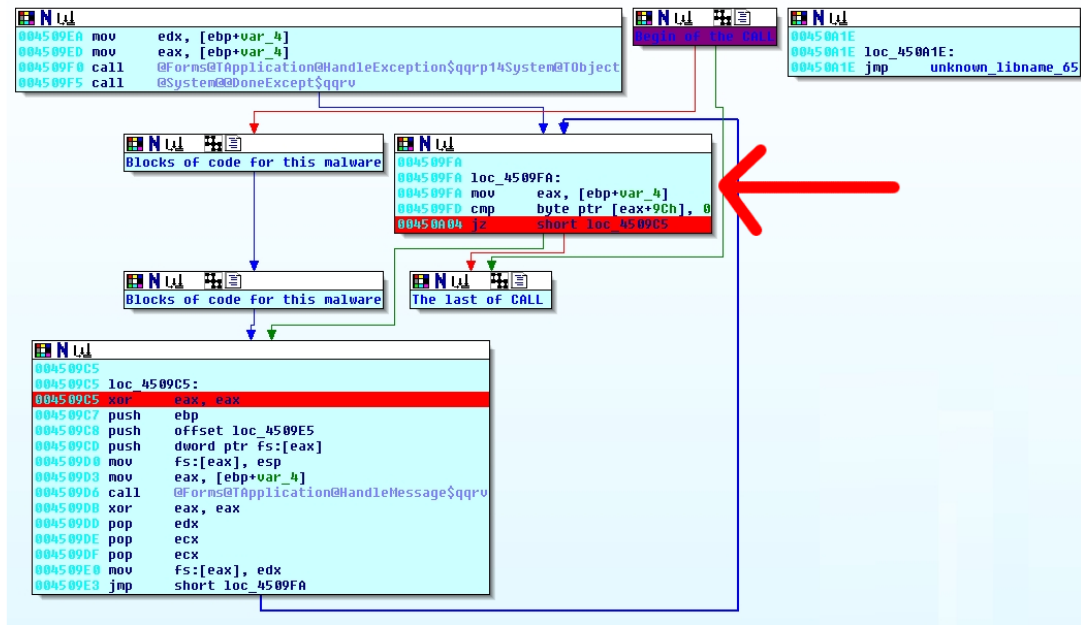 004509EA mov edx, [ebp+var_4]
004509ED mov eax, [ebp+var_4]
004509F0 call @Forms@TApplication@HandleException$qqrp14System@TObject
004509F5 call @System@@DoneExcept$qqrv
Begin of the CALL
00450A1E
00450A1E loc_450A1E:
00450A1E jmp unknown_libname_65
Blocks of code for this malware
004509FA
004509FA loc_4509FA:
004509FA mov eax, [ebp+var_4]
004509FD cmp byte ptr [eax+9Ch], 0
00450A04 jz short loc_4509C5
Blocks of code for this malware
The last of CALL
004509C5
004509C5 loc_4509C5:
004509C5 xor eax, eax
004509C7 push ebp
004509C8 push offset loc_4509E5
004509CD push dword ptr fs:[eax]
004509D0 mov fs:[eax], esp
004509D3 mov eax, [ebp+var_4]
004509D6 call @Forms@TApplication@HandleMessage$qqrv
004509DB xor eax, eax
004509DD pop edx
004509DE pop ecx
004509DF pop ecx
004509E0 mov fs:[eax], edx
004509E3 jmp short loc_4509FA